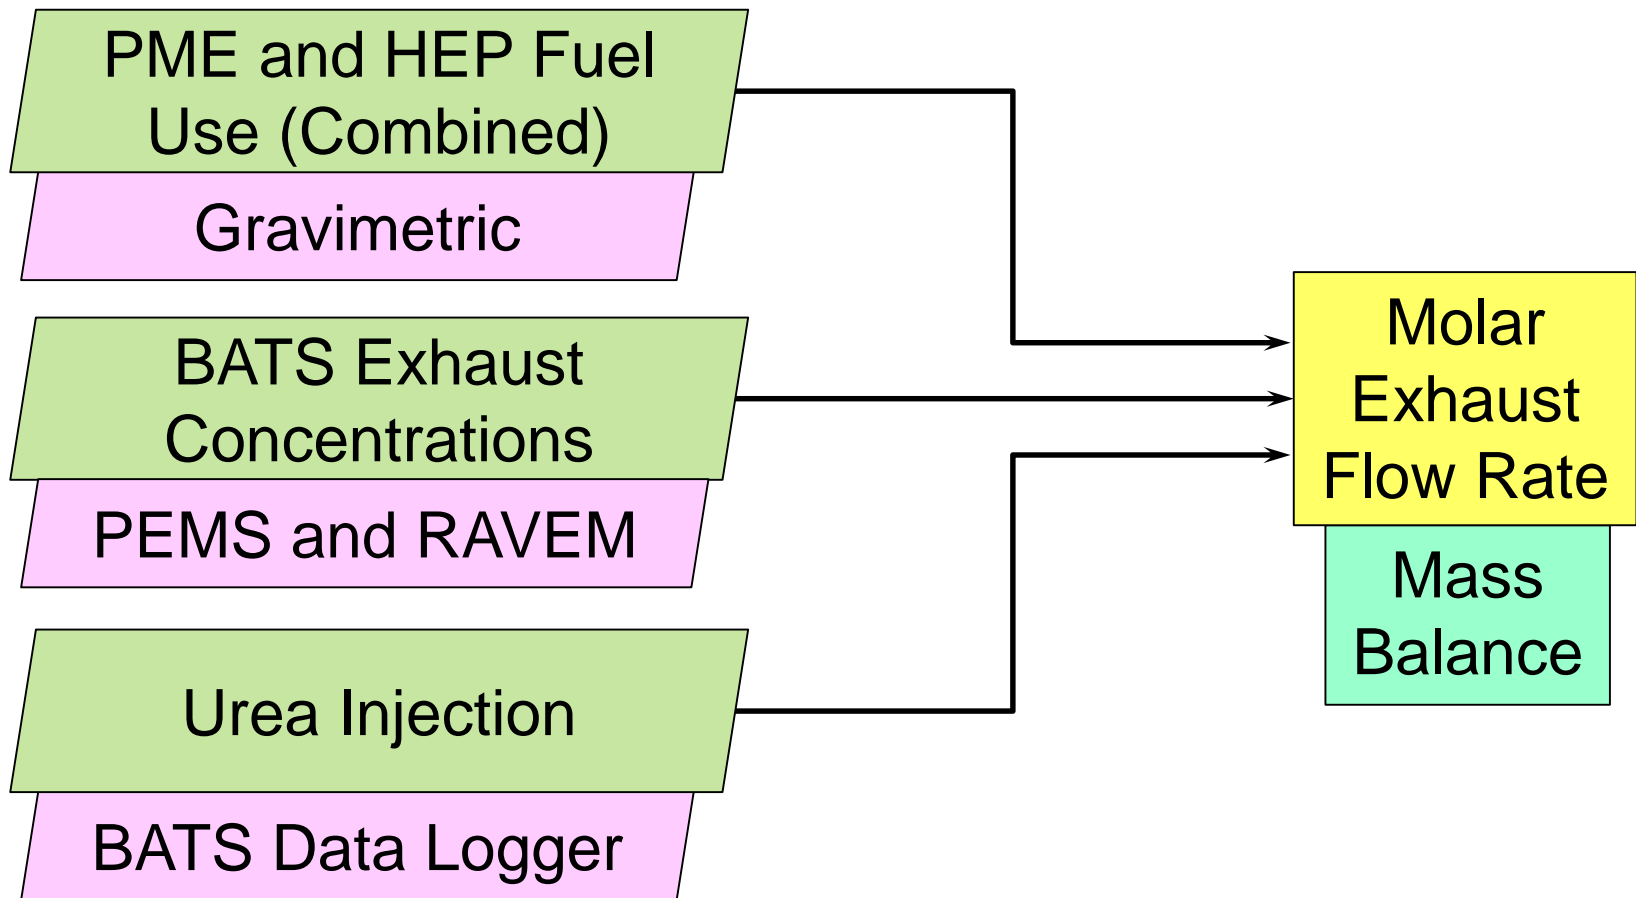 PME and HEP Fuel
Use (Combined)
Gravimetric
BATS Exhaust
Concentrations
PEMS and RAVEM
Urea Injection
BATS Data Logger
Molar
Exhaust
Flow Rate
Mass
Balance